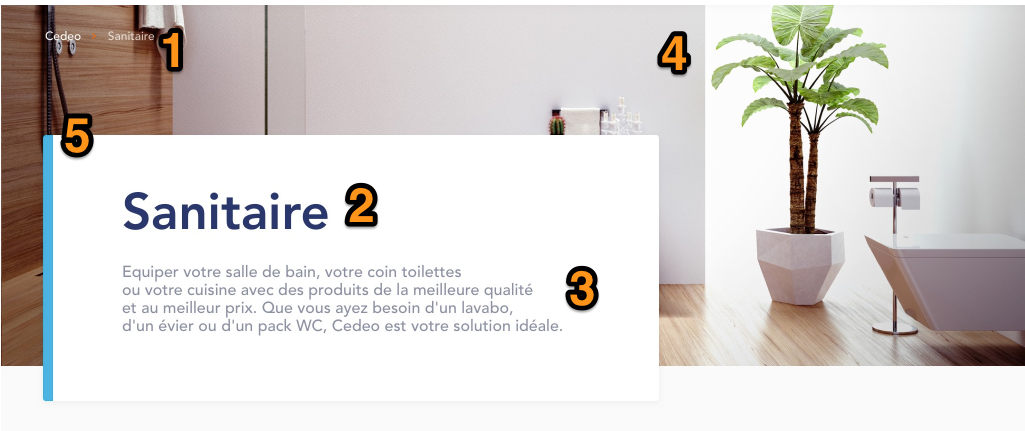 Cedeo > Sanitaire
1
4
5
Sanitaire
2
Equiper votre salle de bain, votre coin toilettes
ou votre cuisine avec des produits de la meilleure qualité
3
et au meilleur prix. Que vous ayez besoin d'un lavabo,
d'un évier ou d'un pack WC, Cedeo est votre solution idéale.